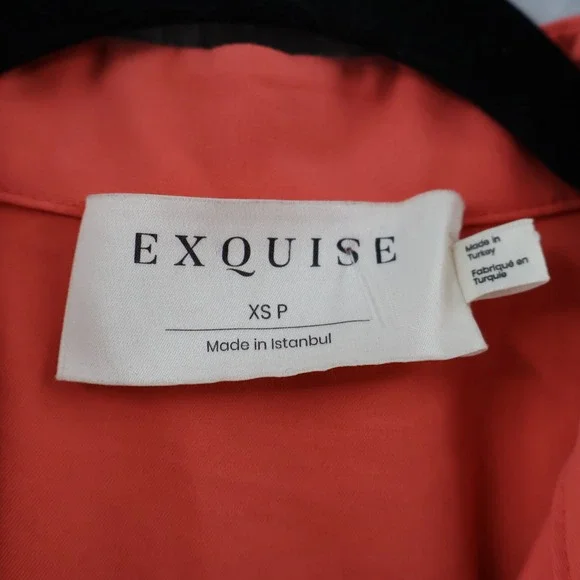 EXQUISE
XS P
Made in Istanbul
Made in
Turkey
Fabriqué en
Turquie